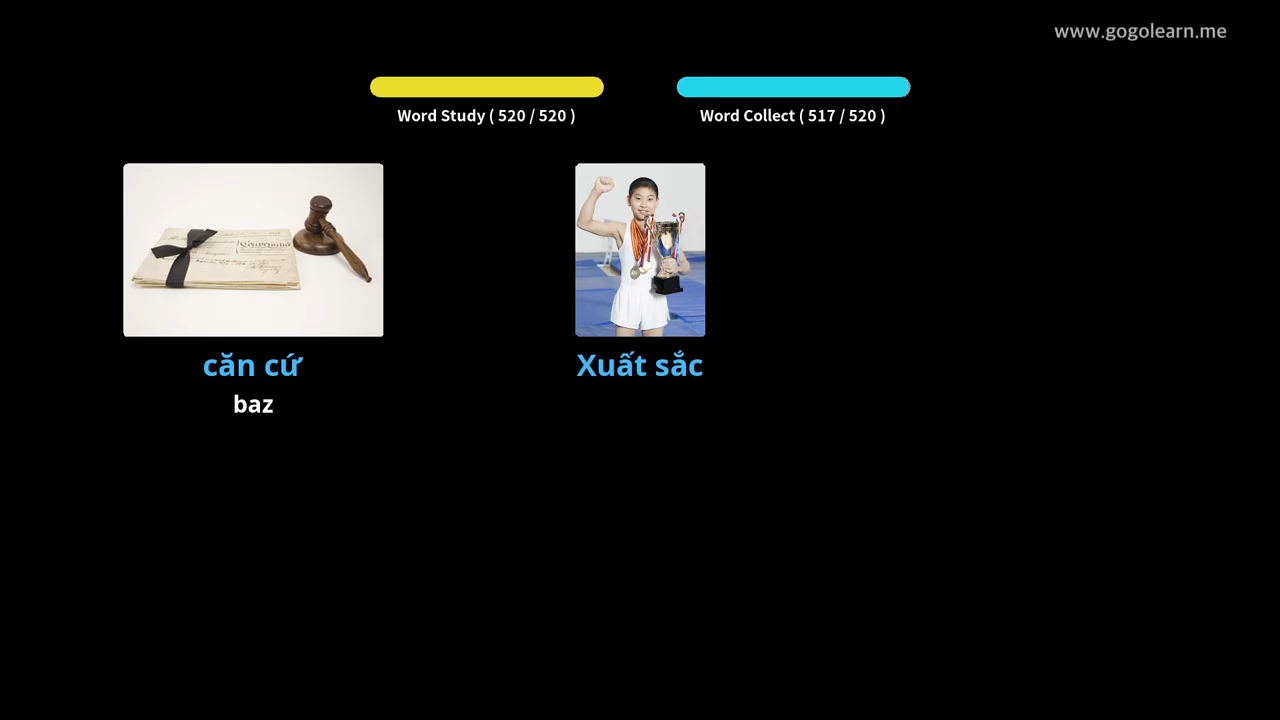 www.gogolearn.me
Word Study ( 520 / 520 )
Word Collect ( 517 / 520 )
căn cứ
Xuất sắc
baz